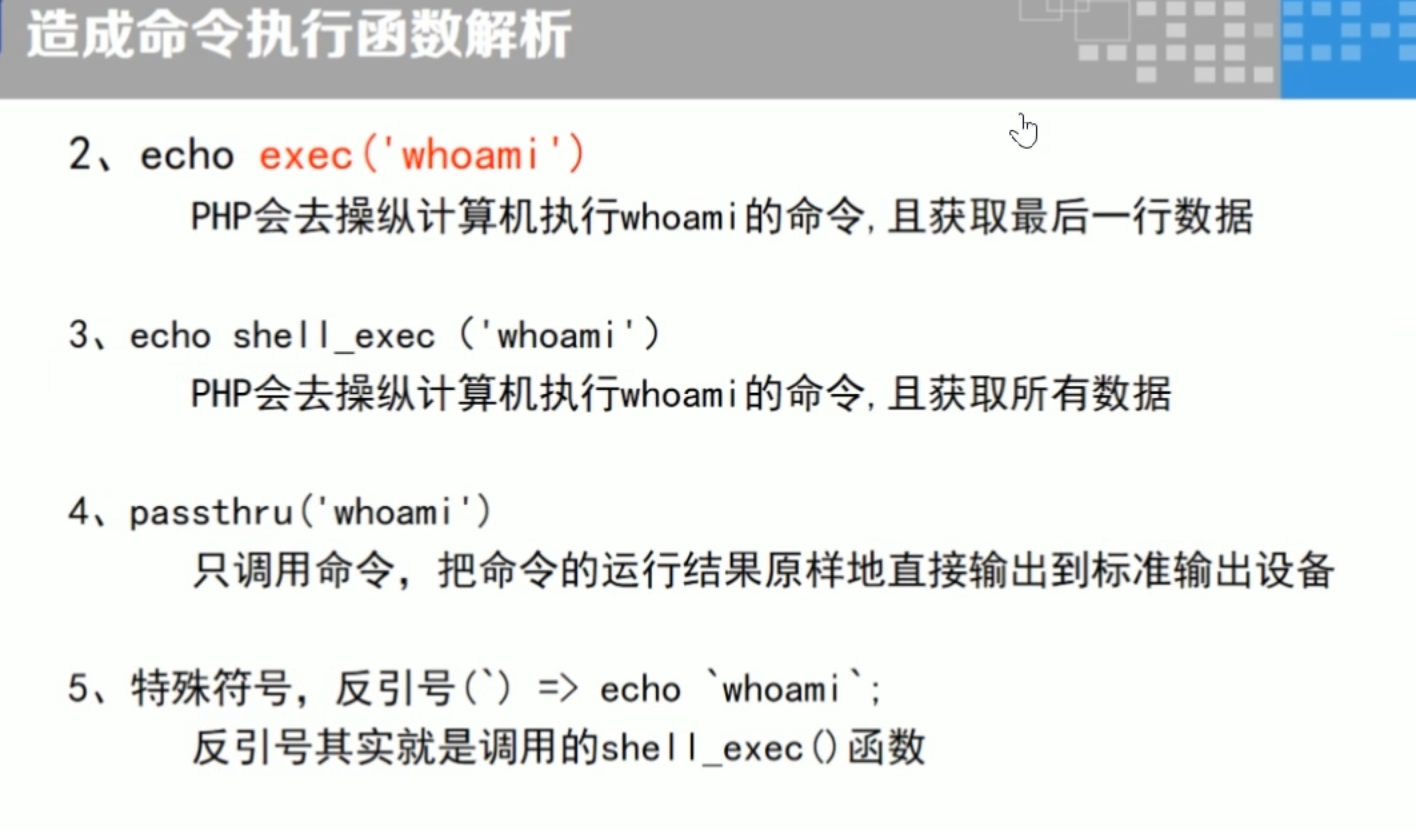 造成命令执行函数解析
2、echo exec('whoami')
PHP会去操纵计算机执行whoami的命令,且获取最后一行数据
3、echo shell_exec ('whoami')
PHP会去操纵计算机执行whoami的命令,且获取所有数据
4、passthru('whoami')
只调用命令，把命令的运行结果原样地直接输出到标准输出设备
5、特殊符号，反引号(`) => echo `whoami`;
反引号其实就是调用的shell_exec()函数